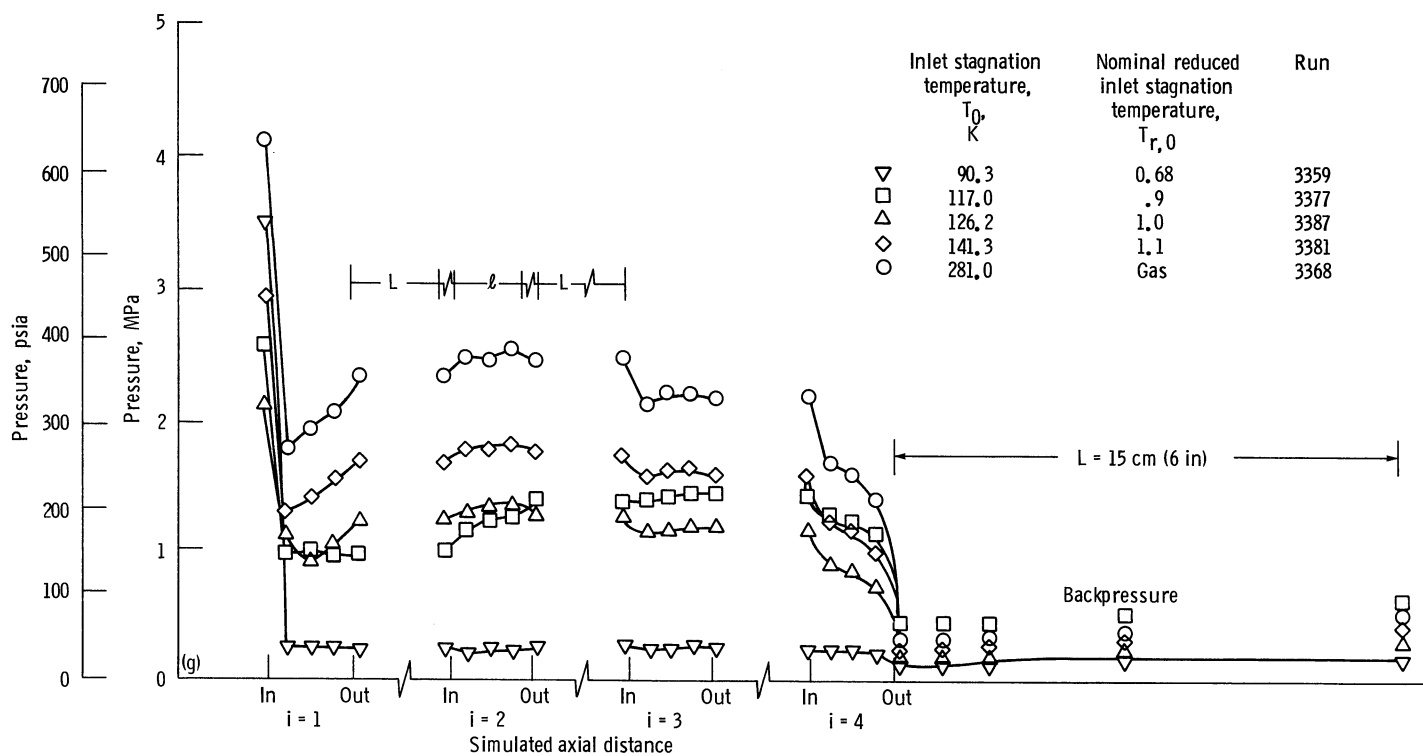 Pressure, psia
700
600
500
400
300
200
100
0
Pressure, MPa
5
4
3
2
1
0
(g)
Inlet stagnation temperature, T0, K
Nominal reduced inlet stagnation temperature, Tr,0
Run
90.3 0.68 3359
117.0 .9 3377
126.2 1.0 3387
141.3 1.1 3381
281.0 Gas 3368
L ℓ L
L = 15 cm (6 in)
Backpressure
In Out In Out In Out In Out
i = 1 i = 2 i = 3 i = 4
Simulated axial distance